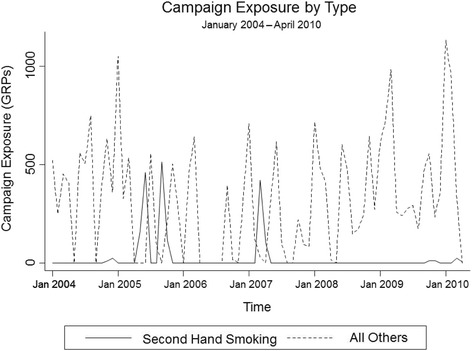 Campaign Exposure by Type
January 2004 – April 2010
Campaign Exposure (GRPs)
1000
500
0
Jan 2004 Jan 2005 Jan 2006 Jan 2007 Jan 2008 Jan 2009 Jan 2010
Time
Second Hand Smoking All Others